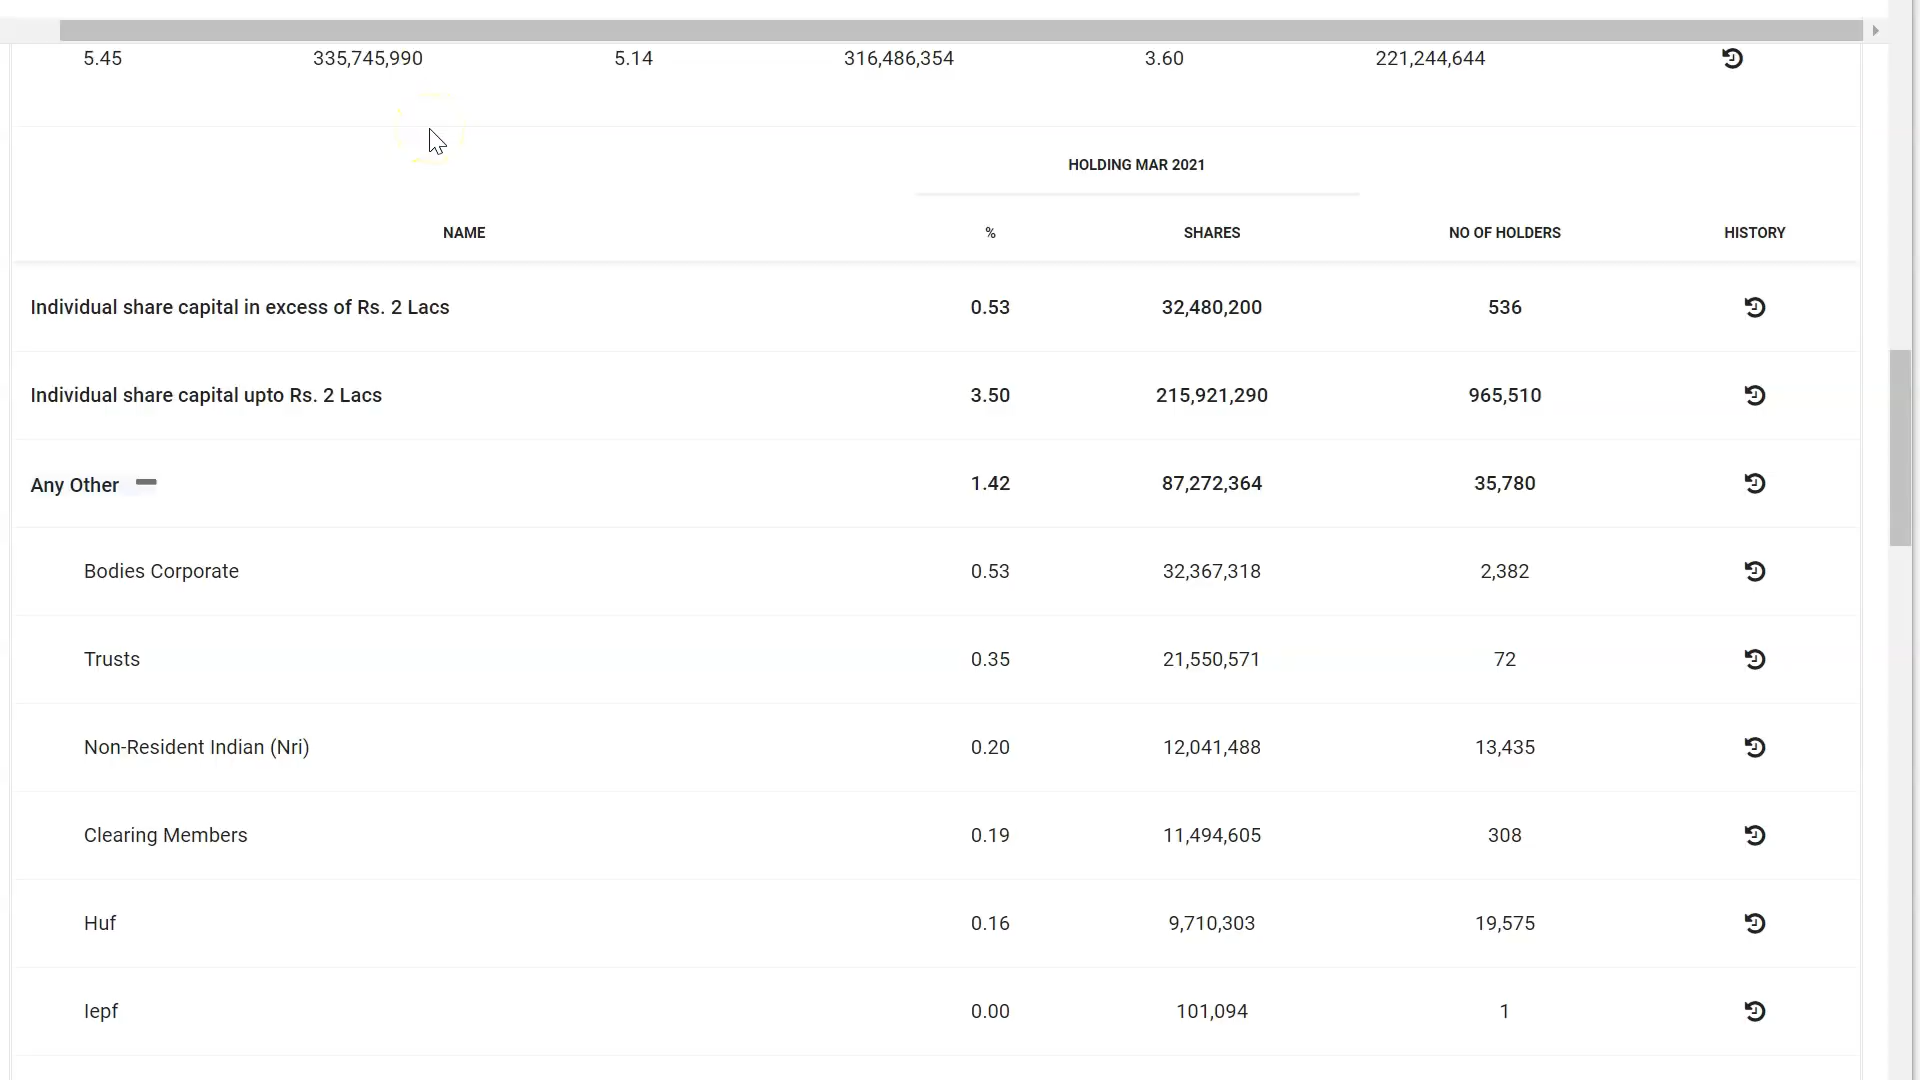 5.45 335,745,990 5.14 316,486,354 3.60 221,244,644
HOLDING MAR 2021
NAME % SHARES NO OF HOLDERS HISTORY
Individual share capital in excess of Rs. 2 Lacs 0.53 32,480,200 536
Individual share capital upto Rs. 2 Lacs 3.50 215,921,290 965,510
Any Other 1.42 87,272,364 35,780
Bodies Corporate 0.53 32,367,318 2,382
Trusts 0.35 21,550,571 72
Non-Resident Indian (Nri) 0.20 12,041,488 13,435
Clearing Members 0.19 11,494,605 308
Huf 0.16 9,710,303 19,575
Iepf 0.00 101,094 1